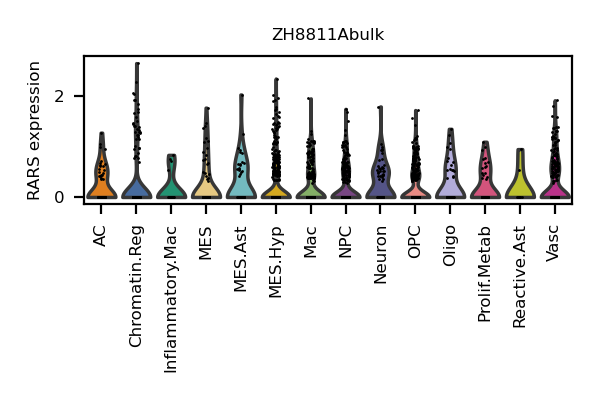 ZH8811Abulk
RARS expression
2
0
AC
Chromatin.Reg
Inflammatory.Mac
MES
MES.Ast
MES.Hyp
Mac
NPC
Neuron
OPC
Oligo
Prolif.Metab
Reactive.Ast
Vasc